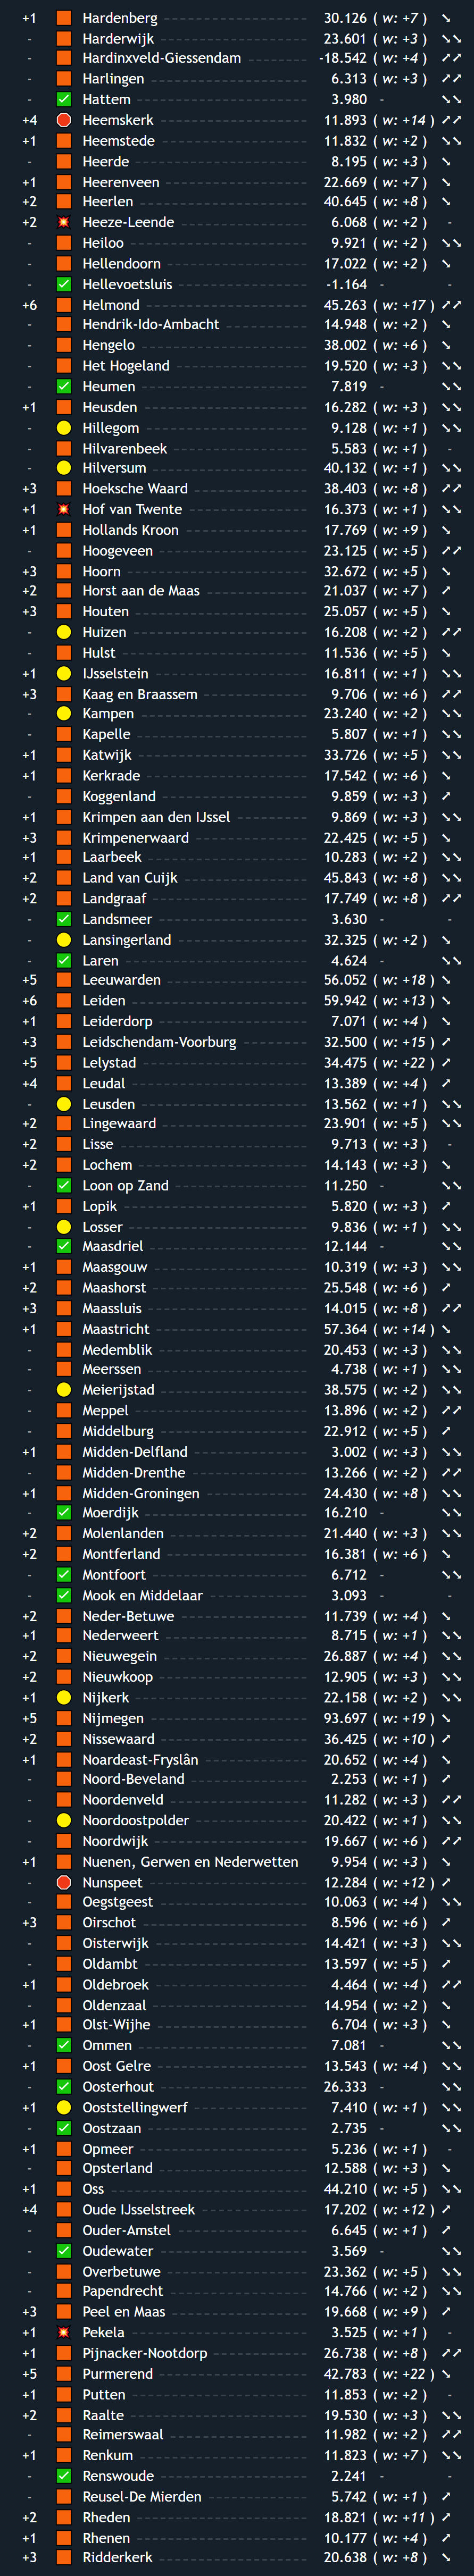 +1 Hardenberg 30.126 ( w: +7 ) ↘
- Harderwijk 23.601 ( w: +3 ) ↘↘
- Hardinxveld-Giessendam -18.542 ( w: +4 ) ↗↗
- Harlingen 6.313 ( w: +3 ) ↗↗
- Hattem 3.980 - ↘↘
+4 Heemskerk 11.893 ( w: +14 ) ↗↗
+1 Heemstede 11.832 ( w: +2 ) ↘↘
- Heerde 8.195 ( w: +3 ) ↘
+1 Heerenveen 22.669 ( w: +7 ) ↘
+2 Heerlen 40.645 ( w: +8 ) ↘
+2 Heeze-Leende 6.068 ( w: +2 ) -
- Heiloo 9.921 ( w: +2 ) ↘↘
- Hellendoorn 17.022 ( w: +2 ) ↘
- Hellevoetsluis -1.164 - -
+6 Helmond 45.263 ( w: +17 ) ↗↗
- Hendrik-Ido-Ambacht 14.948 ( w: +2 ) ↘
- Hengelo 38.002 ( w: +6 ) ↘
- Het Hogeland 19.520 ( w: +3 ) ↘↘
- Heumen 7.819 - ↘↘
+1 Heusden 16.282 ( w: +3 ) ↘↘
- Hillegom 9.128 ( w: +1 ) ↘↘
- Hilvarenbeek 5.583 ( w: +1 ) -
- Hilversum 40.132 ( w: +1 ) ↘↘
+3 Hoeksche Waard 38.403 ( w: +8 ) ↗↗
+1 Hof van Twente 16.373 ( w: +1 ) ↘↘
+1 Hollands Kroon 17.769 ( w: +9 ) ↘
- Hoogeveen 23.125 ( w: +5 ) ↗↗
+3 Hoorn 32.672 ( w: +5 ) ↘
+2 Horst aan de Maas 21.037 ( w: +7 ) ↗
+3 Houten 25.057 ( w: +5 ) ↘
- Huizen 16.208 ( w: +2 ) ↗↗
- Hulst 11.536 ( w: +5 ) ↘
+1 IJsselstein 16.811 ( w: +1 ) ↘↘
+3 Kaag en Braassem 9.706 ( w: +6 ) ↗↗
- Kampen 23.240 ( w: +2 ) ↘↘
- Kapelle 5.807 ( w: +1 ) ↘↘
+1 Katwijk 33.726 ( w: +5 ) ↘↘
+1 Kerkrade 17.542 ( w: +6 ) ↘
- Koggenland 9.859 ( w: +3 ) ↗
+1 Krimpen aan den IJssel 9.869 ( w: +3 ) ↘↘
+3 Krimpenerwaard 22.425 ( w: +5 ) ↘
+1 Laarbeek 10.283 ( w: +2 ) ↘↘
+2 Land van Cuijk 45.843 ( w: +8 ) ↘↘
+2 Landgraaf 17.749 ( w: +8 ) ↗↗
- Landsmeer 3.630 - -
- Lansingerland 32.325 ( w: +2 ) ↘
- Laren 4.624 - ↘↘
+5 Leeuwarden 56.052 ( w: +18 ) ↘
+6 Leiden 59.942 ( w: +13 ) ↘
+1 Leiderdorp 7.071 ( w: +4 ) ↘
+3 Leidschendam-Voorburg 32.500 ( w: +15 ) ↗
+5 Lelystad 34.475 ( w: +22 ) ↗
+4 Leudal 13.389 ( w: +4 ) ↗
- Leusden 13.562 ( w: +1 ) ↘↘
+2 Lingewaard 23.901 ( w: +5 ) ↘↘
+2 Lisse 9.713 ( w: +3 ) -
+2 Lochem 14.143 ( w: +3 ) ↘
- Loon op Zand 11.250 - ↘↘
+1 Lopik 5.820 ( w: +3 ) ↗
- Losser 9.836 ( w: +1 ) ↘↘
- Maasdriel 12.144 - ↘↘
+1 Maasgouw 10.319 ( w: +3 ) ↘↘
+2 Maashorst 25.548 ( w: +6 ) ↗
+3 Maassluis 14.015 ( w: +8 ) ↗↗
+1 Maastricht 57.364 ( w: +14 ) ↘
- Medemblik 20.453 ( w: +3 ) ↘↘
- Meerssen 4.738 ( w: +1 ) ↘↘
- Meierijstad 38.575 ( w: +2 ) ↘↘
- Meppel 13.896 ( w: +2 ) ↗↗
- Middelburg 22.912 ( w: +5 ) ↗
+1 Midden-Delfland 3.002 ( w: +3 ) ↘↘
- Midden-Drenthe 13.266 ( w: +2 ) ↗↗
+1 Midden-Groningen 24.430 ( w: +8 ) ↘↘
- Moerdijk 16.210 - ↘↘
+2 Molenlanden 21.440 ( w: +3 ) ↘↘
+2 Montferland 16.381 ( w: +6 ) ↘
- Montfoort 6.712 - ↘↘
- Mook en Middelaar 3.093 - -
+2 Neder-Betuwe 11.739 ( w: +4 ) ↘
+1 Nederweert 8.715 ( w: +1 ) ↘↘
+2 Nieuwegein 26.887 ( w: +4 ) ↘↘
+2 Nieuwkoop 12.905 ( w: +3 ) ↘↘
+1 Nijkerk 22.158 ( w: +2 ) ↘↘
+5 Nijmegen 93.697 ( w: +19 ) ↘
+2 Nissewaard 36.425 ( w: +10 ) ↗
+1 Noardeast-Fryslân 20.652 ( w: +4 ) ↘
- Noord-Beveland 2.253 ( w: +1 ) ↗
- Noordenveld 11.282 ( w: +3 ) ↗↗
- Noordoostpolder 20.422 ( w: +1 ) ↘↘
- Noordwijk 19.667 ( w: +6 ) ↗↗
+1 Nuenen, Gerwen en Nederwetten 9.954 ( w: +3 ) ↘
- Nunspeet 12.284 ( w: +12 ) ↗
- Oegstgeest 10.063 ( w: +4 ) ↘↘
+3 Oirschot 8.596 ( w: +6 ) ↗
- Oisterwijk 14.421 ( w: +3 ) ↘↘
- Oldambt 13.597 ( w: +5 ) ↗
+1 Oldebroek 4.464 ( w: +4 ) ↗↗
- Oldenzaal 14.954 ( w: +2 ) ↘
+1 Olst-Wijhe 6.704 ( w: +3 ) ↘
- Ommen 7.081 - ↘↘
+1 Oost Gelre 13.543 ( w: +4 ) ↘↘
- Oosterhout 26.333 - ↘↘
+1 Ooststellingwerf 7.410 ( w: +1 ) ↘↘
- Oostzaan 2.735 - ↘↘
+1 Opmeer 5.236 ( w: +1 ) -
- Opsterland 12.588 ( w: +3 ) ↘
+1 Oss 44.210 ( w: +5 ) ↘↘
+4 Oude IJsselstreek 17.202 ( w: +12 ) ↗
- Ouder-Amstel 6.645 ( w: +1 ) ↗
- Oudewater 3.569 - ↘↘
- Overbetuwe 23.362 ( w: +5 ) ↘↘
- Papendrecht 14.766 ( w: +2 ) ↘↘
+3 Peel en Maas 19.668 ( w: +9 ) ↗
+1 Pekela 3.525 ( w: +1 ) -
+1 Pijnacker-Nootdorp 26.738 ( w: +8 ) ↗↗
+5 Purmerend 42.783 ( w: +22 ) ↘
+1 Putten 11.853 ( w: +2 ) -
+2 Raalte 19.530 ( w: +3 ) ↘↘
- Reimerswaal 11.982 ( w: +2 ) ↗↗
+1 Renkum 11.823 ( w: +7 ) ↘↘
- Renswoude 2.241 - -
- Reusel-De Mierden 5.742 ( w: +1 ) ↗
+2 Rheden 18.821 ( w: +11 ) ↗
+1 Rhenen 10.177 ( w: +4 ) ↗
+3 Ridderkerk 20.638 ( w: +8 ) ↘